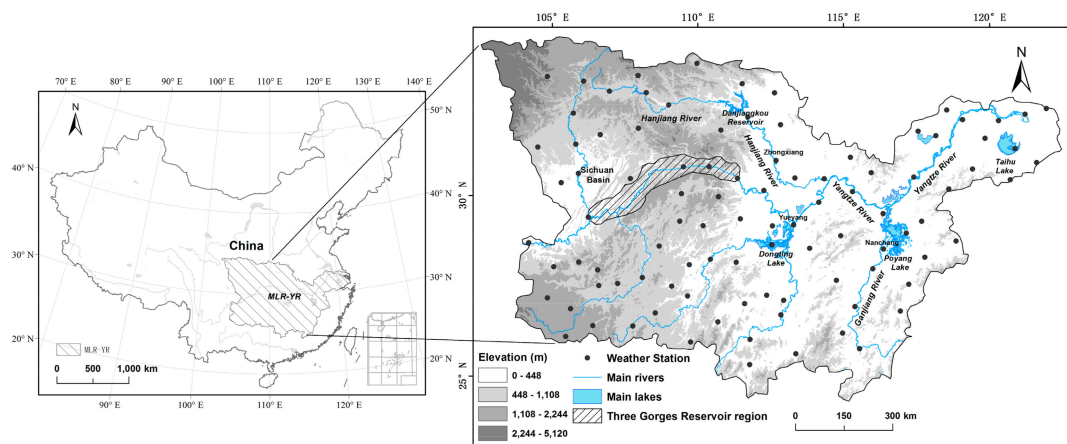 70° E
80° E
90° E
100° E
110° E
120° E
130° E
140° E
N
50° N
40° N
40° N
30° N
30° N
20° N
20° N
China
MLR-YR
MLR-YR
0
500
1,000 km
90° E
100° E
110° E
120° E
105° E
110° E
115° E
120° E
N
30° N
25° N
Hanjiang River
Danjiangkou
Reservoir
Hanjiang River
Zhongxiang
Sichuan
Basin
Yueyang
Dongting
Lake
Yangtze River
Yangtze River
Taihu
Lake
Nanchang
Poyang
Lake
Ganjiang River
Elevation (m)
0 - 448
448 - 1,108
1,108 - 2,244
2,244 - 5,120
Weather Station
Main rivers
Main lakes
Three Gorges Reservoir region
0
150
300 km